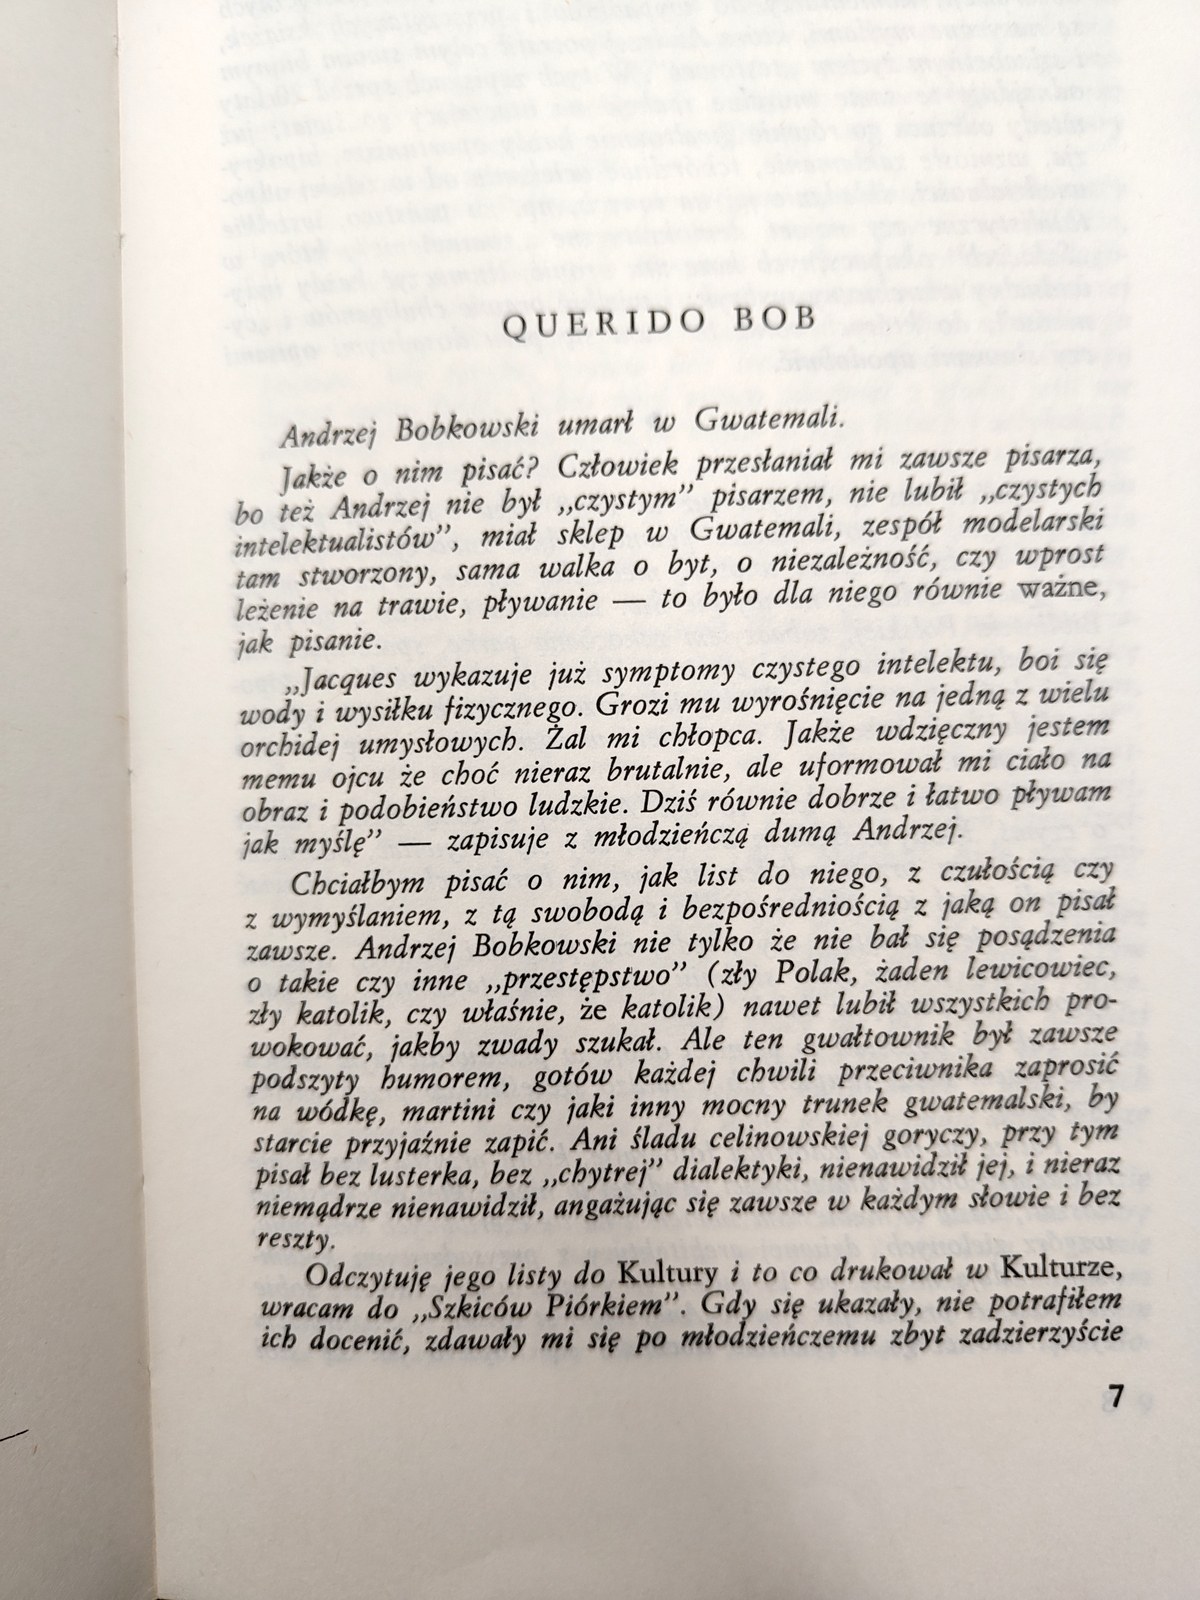 QUERIDO BOB
Andrzej Bobkowski umarł w Gwatemali.
Jakże o nim pisać? Człowiek przesłaniał mi zawsze pisarza,
bo też Andrzej nie był „czystym” pisarzem, nie lubił „czystych
intelektualistów”, miał sklep w Gwatemali, zespół modelarski
tam stworzony, sama walka o byt, o niezależność, czy wprost
leżenie na trawie, pływanie — to było dla niego równie ważne,
jak pisanie.
„Jacques wykazuje już symptomy czystego intelektu, boi się
wody i wysiłku fizycznego. Grozi mu wyrośnięcie na jedną z wielu
orchidej umysłowych. Żal mi chłopca. Jakże wdzięczny jestem
memu ojcu że choć nieraz brutalnie, ale uformował mi ciało na
obraz i podobieństwo ludzkie. Dziś równie dobrze i łatwo pływam
jak myślę” — zapisuje z młodzieńczą dumą Andrzej.
Chciałbym pisać o nim, jak list do niego, z czułością czy
z wymyślaniem, z tą swobodą i bezpośredniością z jaką on pisał
zawsze. Andrzej Bobkowski nie tylko że nie bał się posądzenia
o takie czy inne „przestępstwo” (zły Polak, żaden lewicowiec,
zły katolik, czy właśnie, że katolik) nawet lubił wszystkich pro-
wokować, jakby zwady szukał. Ale ten gwałtownik był zawsze
podszyty humorem, gotów każdej chwili przeciwnika zaprosić
na wódkę, martini czy jaki inny mocny trunek gwatemalski, by
starcie przyjaźnie zapić. Ani śladu celinowskiej goryczy, przy tym
pisał bez lusterka, bez „chytrej” dialektyki, nienawidził jej, i nieraz
niemądrze nienawidził, angażując się zawsze w każdym słowie i bez
reszty.
Odczytuję jego listy do Kultury i to co drukował w Kulturze,
wracam do „Szkiców Piórkiem”. Gdy się ukazały, nie potrafiłem
ich docenić, zdawały mi się po młodzieńczemu zbyt zadzierzyście
7